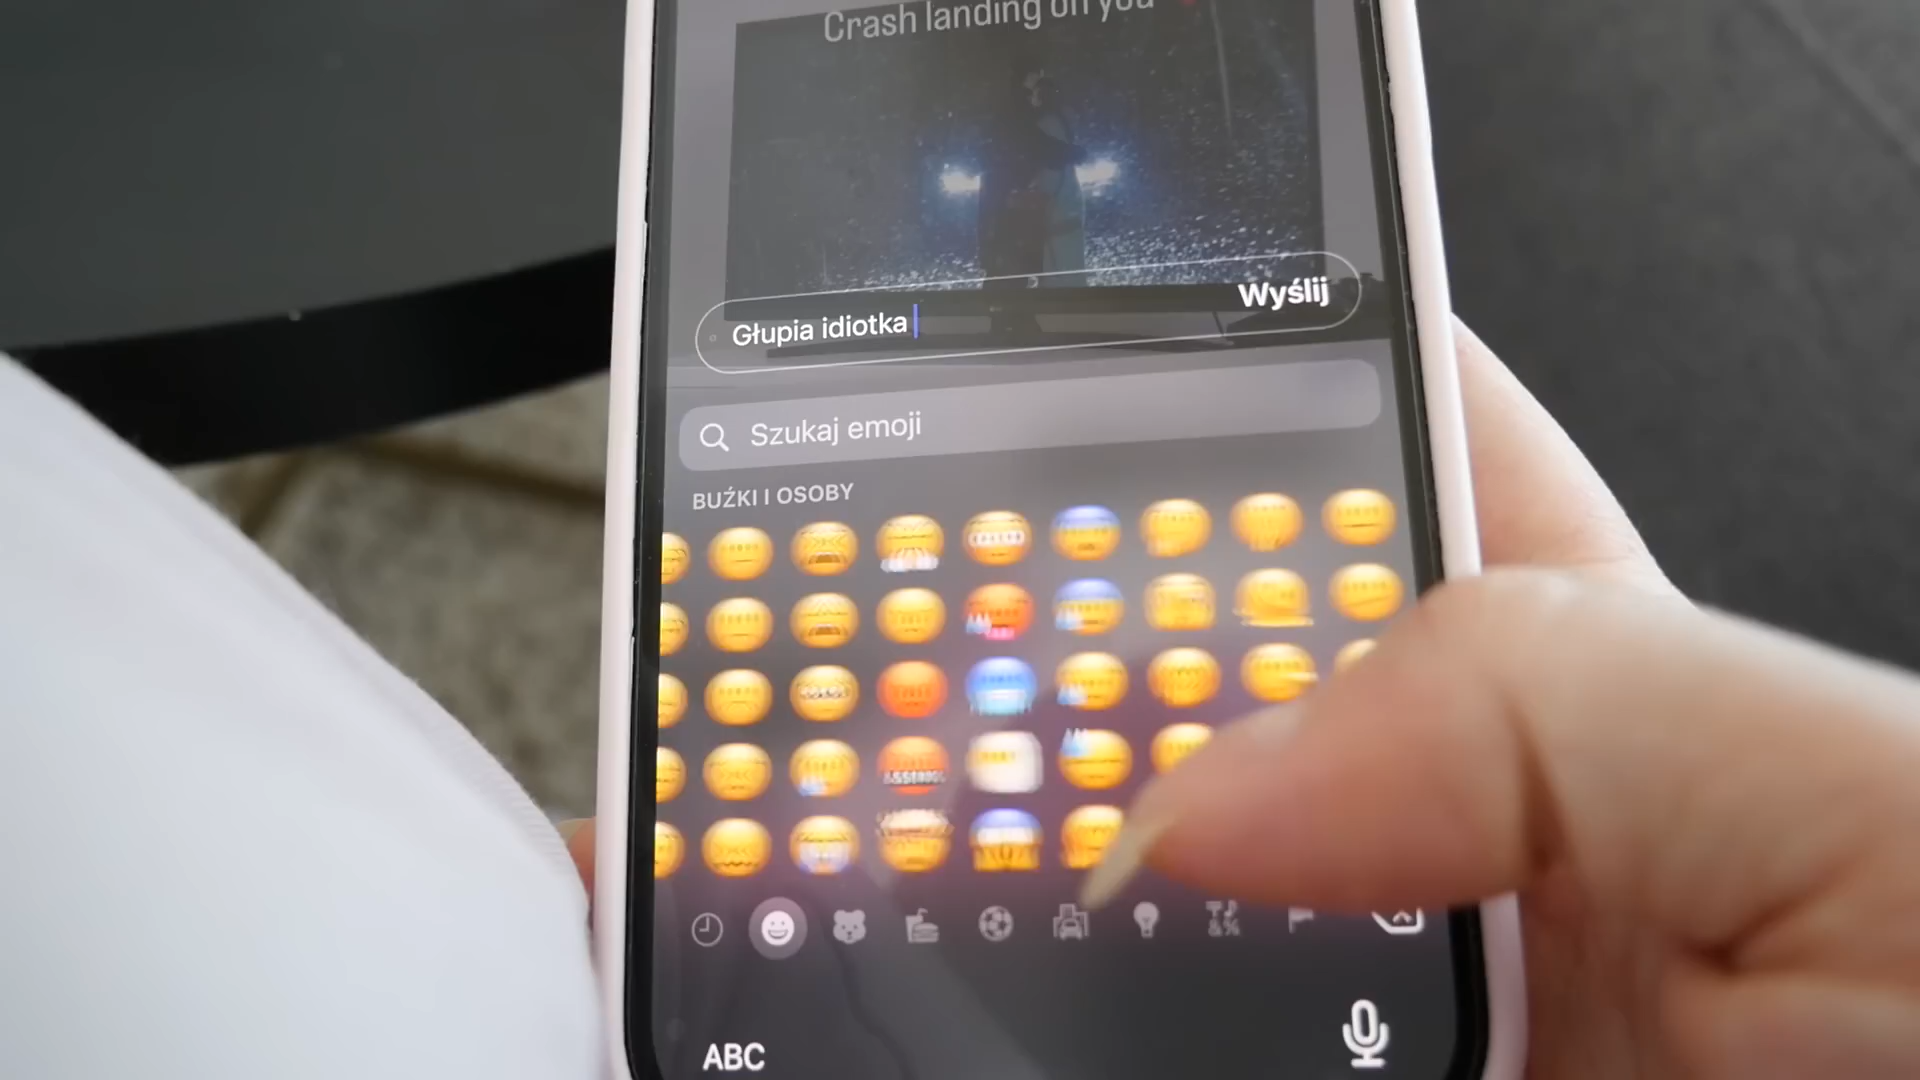 Crash landing on you
Wyślij
Głupia idiotka
Szukaj emoji
BUŹKI I OSOBY
ABC